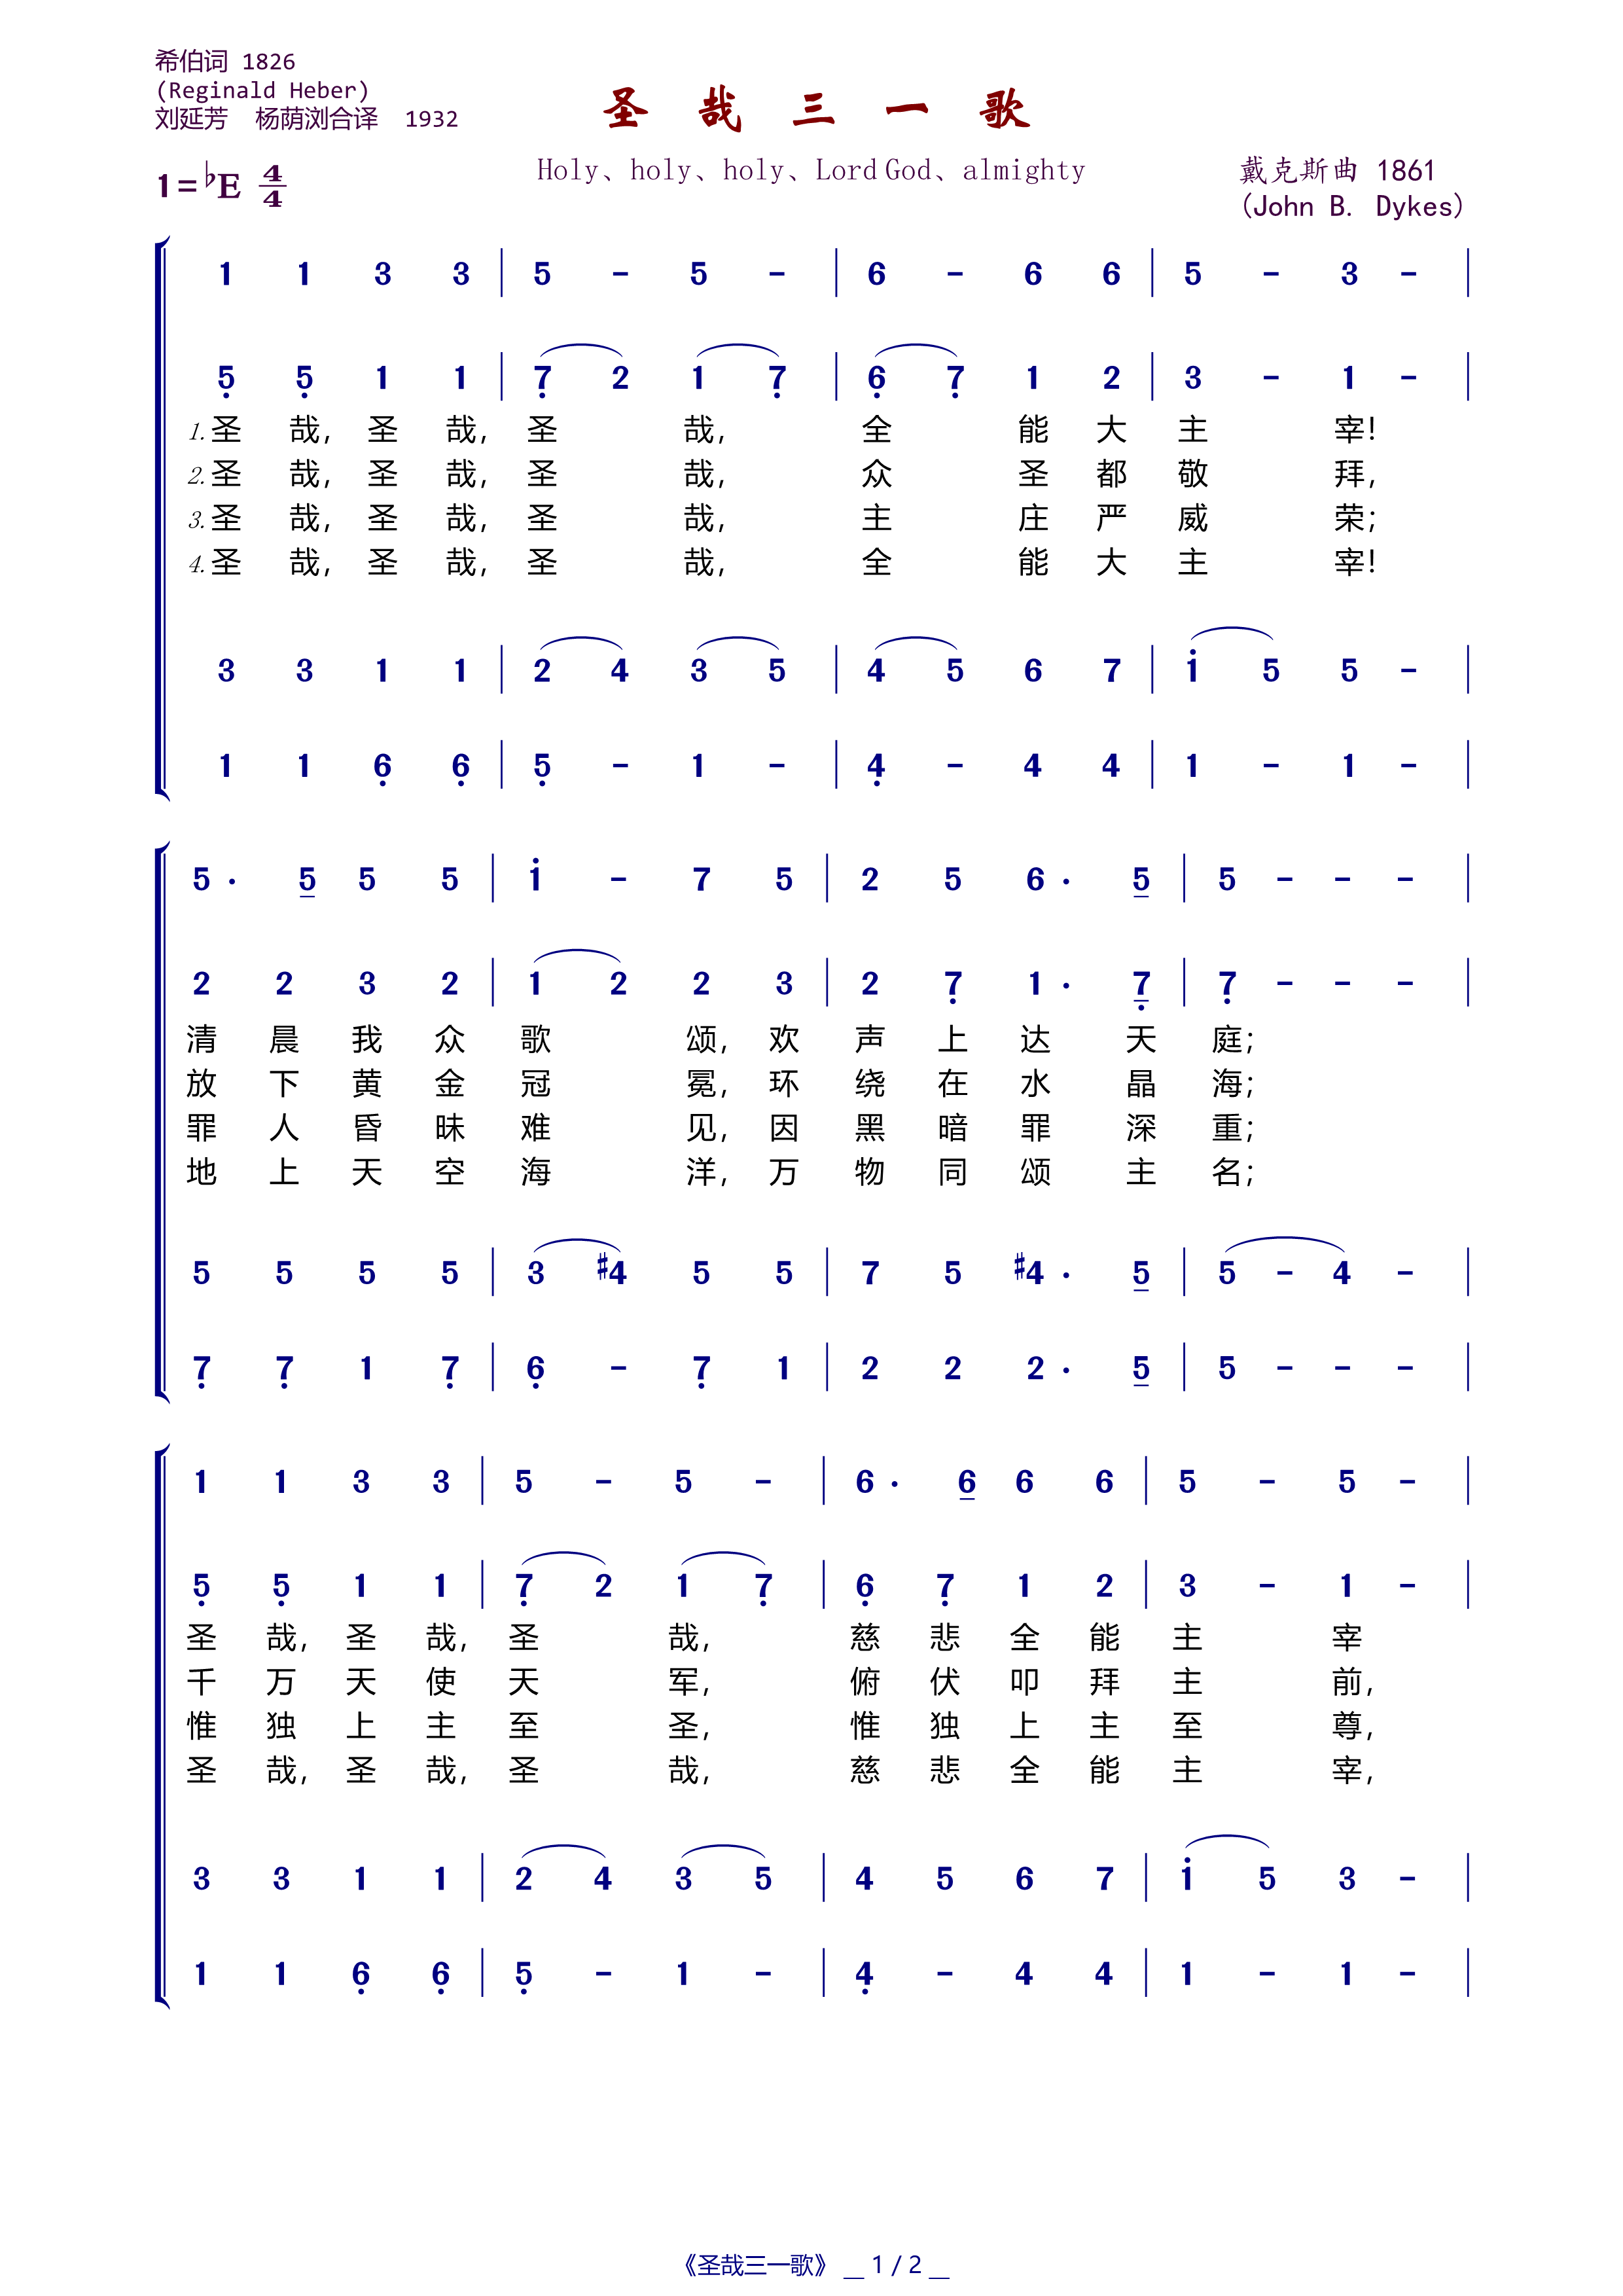 希伯词 1826
(Reginald Heber)
刘延芳 杨荫浏合译 1932
圣哉三一歌
Holy、holy、holy、Lord God、almighty
1=♭E 4/4
戴克斯曲 1861
(John B. Dykes)
1 1 3 3 | 5 - 5 - | 6 - 6 6 | 5 - 3 - |
5̣ 5̣ 1 1 | 7̣ 2 1 7̣ | 6̣ 7̣ 1 2 | 3 - 1 - |
1.圣哉,圣哉,圣哉,全能大主宰!
2.圣哉,圣哉,圣哉,众圣都敬拜,
3.圣哉,圣哉,圣哉,主庄严威荣;
4.圣哉,圣哉,圣哉,全能大主宰!
3 3 1 1 | 2 4 3 5 | 4 5 6 7 | 1̇ 5 5 - |
1 1 6̣ 6̣ | 5̣ - 1 - | 4̣ - 4 4 | 1 - 1 - |
5· 5̲ 5 5 | 1̇ - 7 5 | 2 5 6· 5̲ | 5 - - - |
2 2 3 2 | 1 2 2 3 | 2 7̣ 1· 7̣̲ | 7̣ - - - |
清晨我众歌颂,欢声上达天庭;
放下黄金冠冕,环绕在水晶海;
罪人昏昧难见,因黑暗罪深重;
地上天空海洋,万物同颂主名;
5 5 5 5 | 3 #4 5 5 | 7 5 #4· 5̲ | 5 - 4 - |
7̣ 7̣ 1 7̣ | 6̣ - 7̣ 1 | 2 2 2· 5̲ | 5 - - - |
1 1 3 3 | 5 - 5 - | 6· 6̲ 6 6 | 5 - 5 - |
5̣ 5̣ 1 1 | 7̣ 2 1 7̣ | 6̣ 7̣ 1 2 | 3 - 1 - |
圣哉,圣哉,圣哉,慈悲全能主宰
千万天使天军,俯伏叩拜主前,
惟独上主至圣,惟独上主至尊,
圣哉,圣哉,圣哉,慈悲全能主宰,
3 3 1 1 | 2 4 3 5 | 4 5 6 7 | 1̇ 5 3 - |
1 1 6̣ 6̣ | 5̣ - 1 - | 4̣ - 4 4 | 1 - 1 - |
《圣哉三一歌》 _ 1 / 2 _